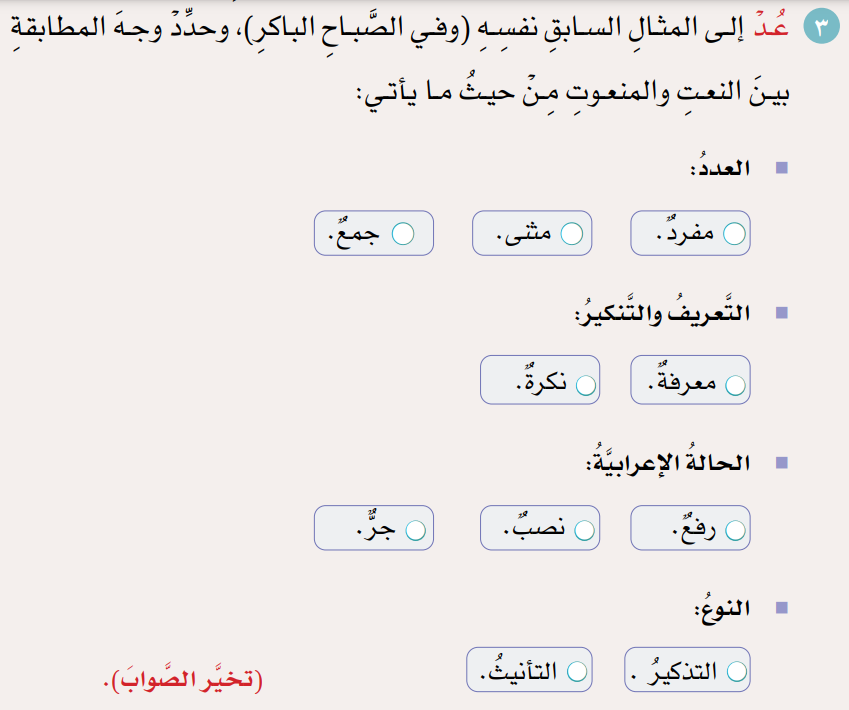 ٣ عُدْ إلى المثالِ السابقِ نفسِهِ (وفي الصَّباحِ الباكرِ)، وحدِّدْ وجهَ المطابقةِ
بينَ النعتِ والمنعوتِ مِنْ حيثُ ما يأتي:
العددُ:
مفردٌ. مثنى. جمعٌ.
التَّعريفُ والتَّنكيرُ:
معرفةٌ. نكرةٌ.
الحالةُ الإعرابيَّةُ:
رفعٌ. نصبٌ. جرٌّ.
النوعُ:
التذكيرُ . التأنيثُ.
(تخيَّر الصَّوابَ).